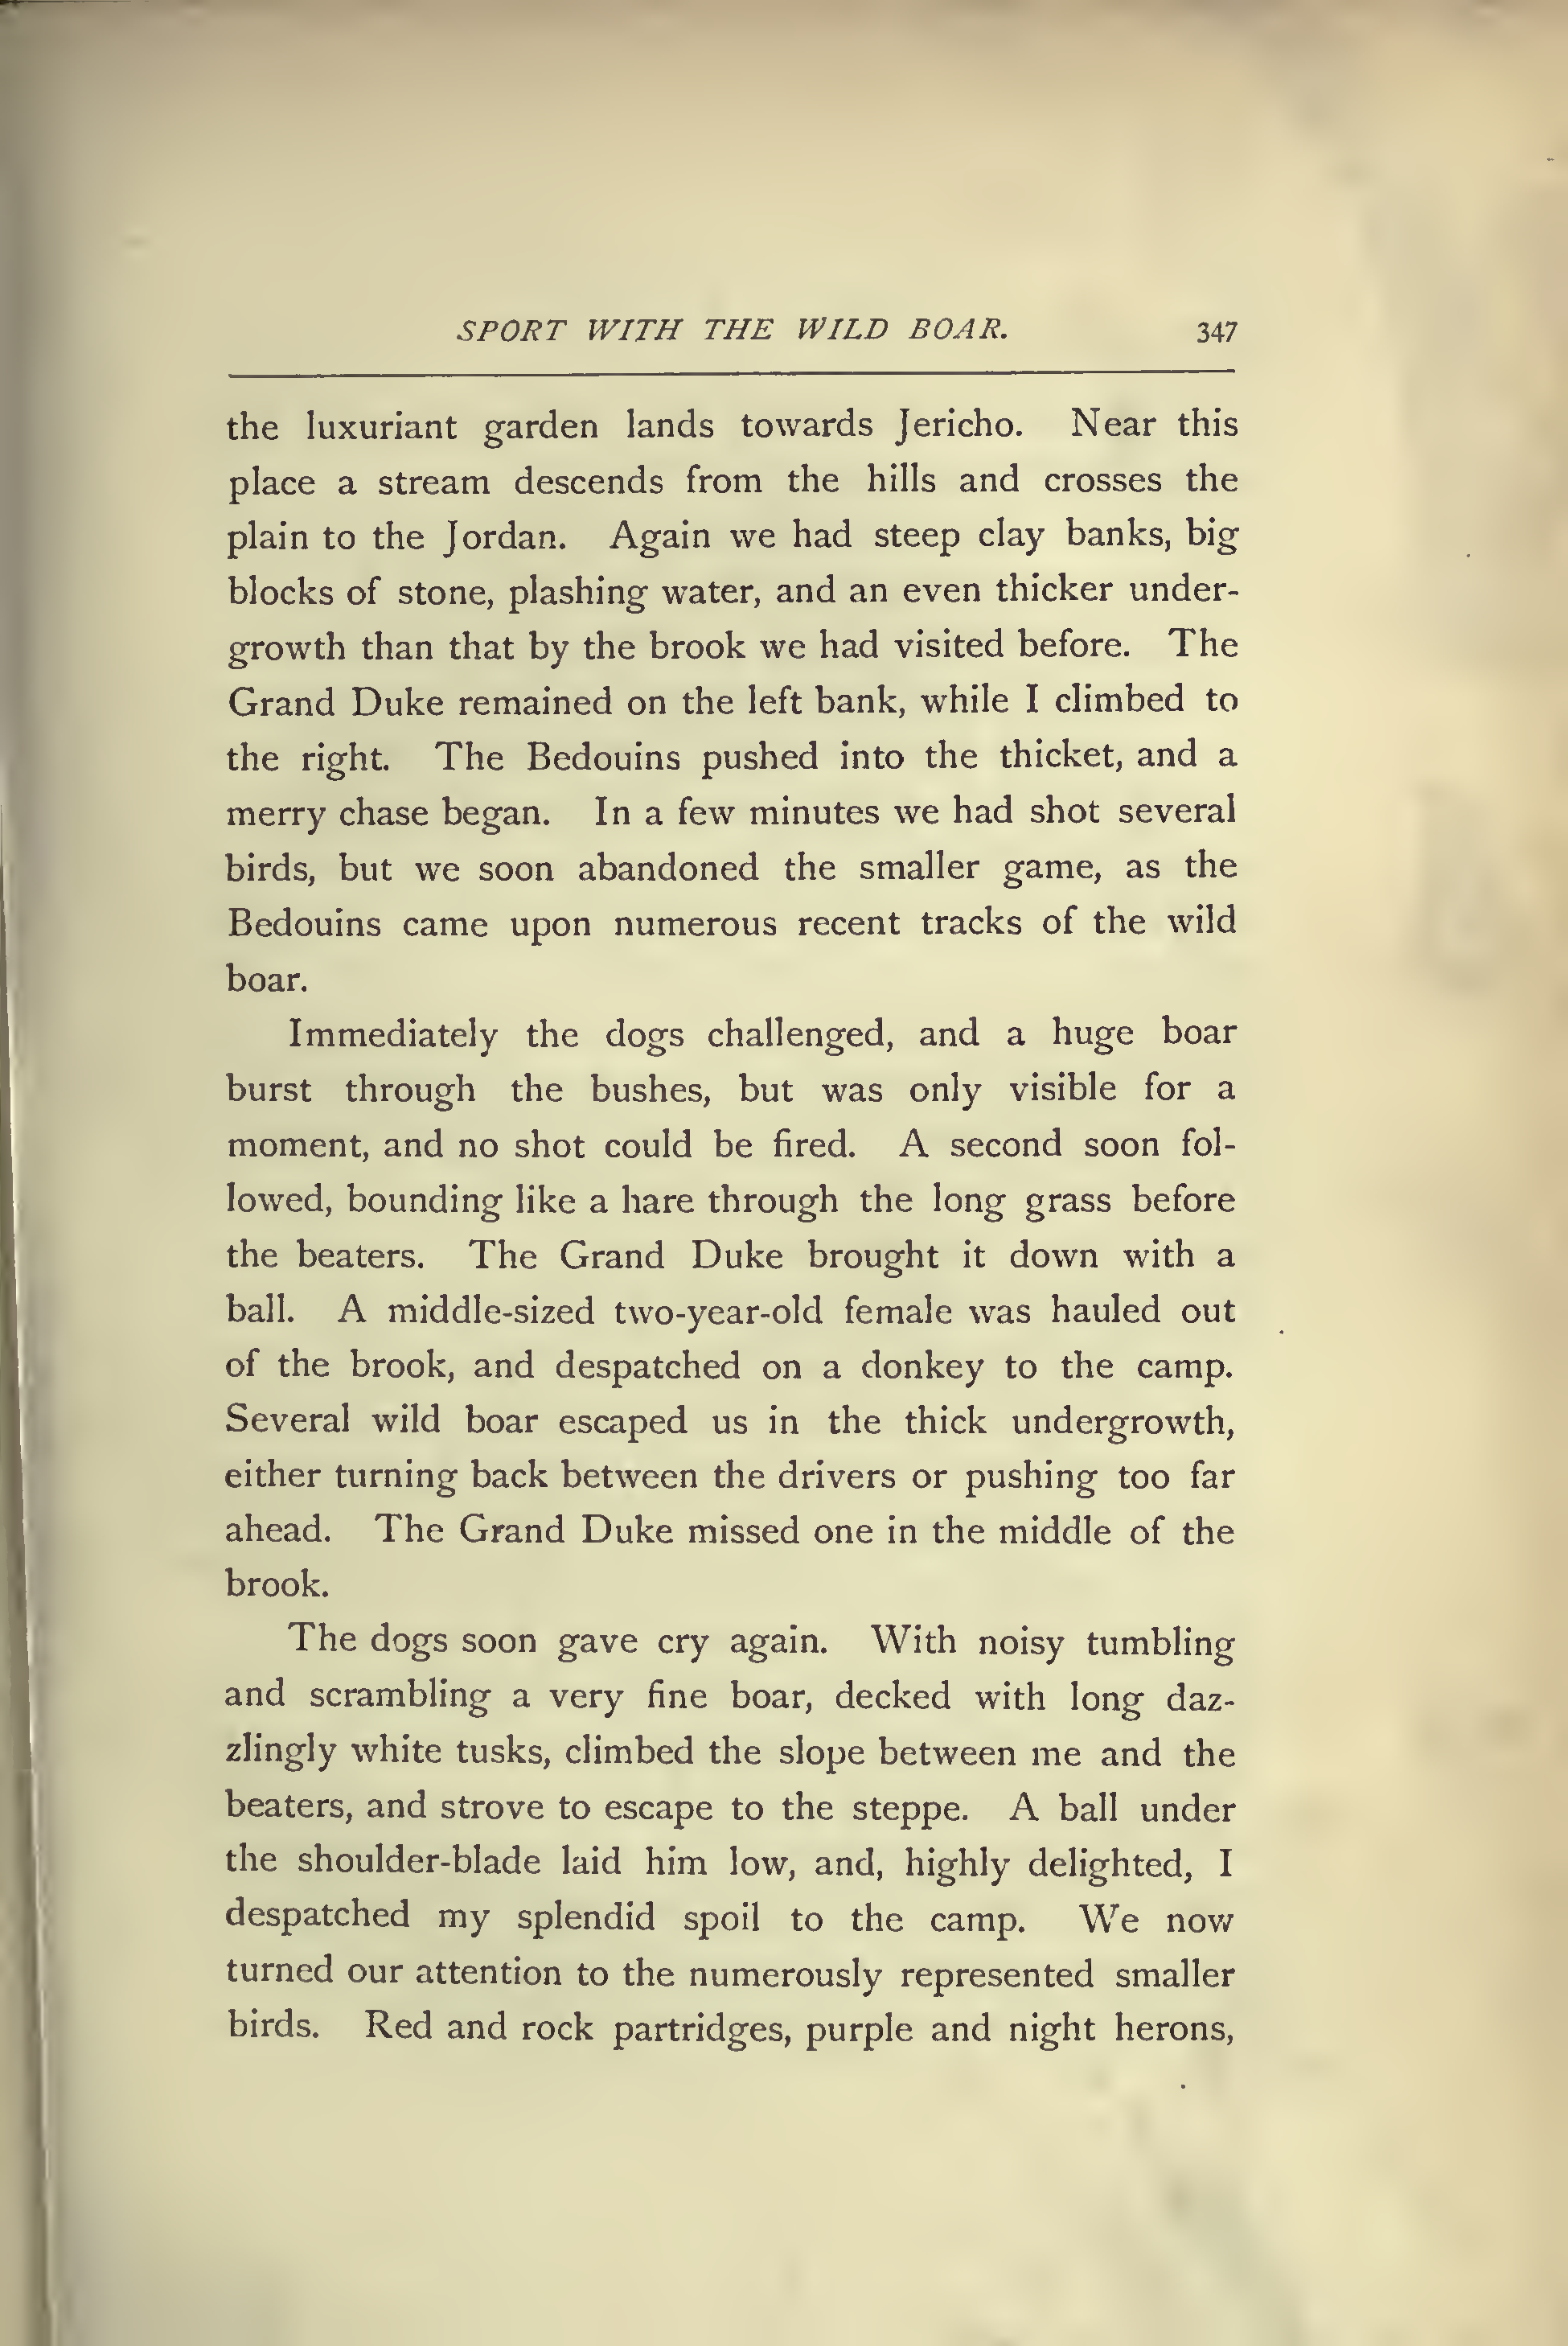 SPORT WITH THE WILD BOAR. 347
the luxuriant garden lands towards Jericho. Near this
place a stream descends from the hills and crosses the
plain to the Jordan. Again we had steep clay banks, big
blocks of stone, plashing water, and an even thicker under-
growth than that by the brook we had visited before. The
Grand Duke remained on the left bank, while I climbed to
the right. The Bedouins pushed into the thicket, and a
merry chase began. In a few minutes we had shot several
birds, but we soon abandoned the smaller game, as the
Bedouins came upon numerous recent tracks of the wild
boar.
Immediately the dogs challenged, and a huge boar
burst through the bushes, but was only visible for a
moment, and no shot could be fired. A second soon fol-
lowed, bounding like a hare through the long grass before
the beaters. The Grand Duke brought it down with a
ball. A middle-sized two-year-old female was hauled out
of the brook, and despatched on a donkey to the camp.
Several wild boar escaped us in the thick undergrowth,
either turning back between the drivers or pushing too far
ahead. The Grand Duke missed one in the middle of the
brook.
The dogs soon gave cry again. With noisy tumbling
and scrambling a very fine boar, decked with long daz-
zlingly white tusks, climbed the slope between me and the
beaters, and strove to escape to the steppe. A ball under
the shoulder-blade laid him low, and, highly delighted, I
despatched my splendid spoil to the camp. We now
turned our attention to the numerously represented smaller
birds. Red and rock partridges, purple and night herons,